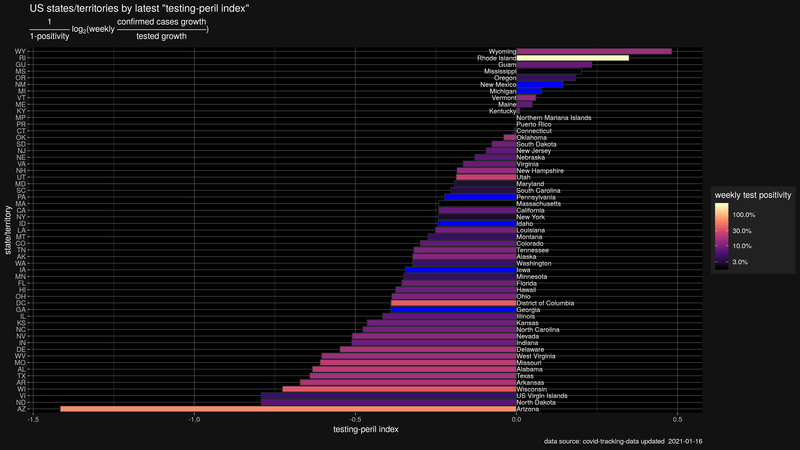 US states/territories by latest "testing-peril index"
1 confirmed cases growth
log2(weekly )
1-positivity tested growth
WY Wyoming
RI Rhode Island
GU Guam
MS Mississippi
OR Oregon
NM New Mexico
MI Michigan
VT Vermont
ME Maine
KY Kentucky
MP Northern Mariana Islands
PR Puerto Rico
CT Connecticut
OK Oklahoma
SD South Dakota
NJ New Jersey
NE Nebraska
VA Virginia
NH New Hampshire
UT Utah
MD Maryland
SC South Carolina
PA Pennsylvania
MA Massachusetts
CA California
NY New York
ID Idaho
LA Louisiana
MT Montana
CO Colorado
TN Tennessee
AK Alaska
WA Washington
IA Iowa
MN Minnesota
FL Florida
HI Hawaii
OH Ohio
DC District of Columbia
GA Georgia
IL Illinois
KS Kansas
NC North Carolina
NV Nevada
IN Indiana
DE Delaware
WV West Virginia
MO Missouri
AL Alabama
TX Texas
AR Arkansas
WI Wisconsin
VI US Virgin Islands
ND North Dakota
AZ Arizona
-1.5 -1.0 -0.5 0.0 0.5
testing-peril index
state/territory
weekly test positivity
100.0%
30.0%
10.0%
3.0%
data source: covid-tracking-data updated 2021-01-16